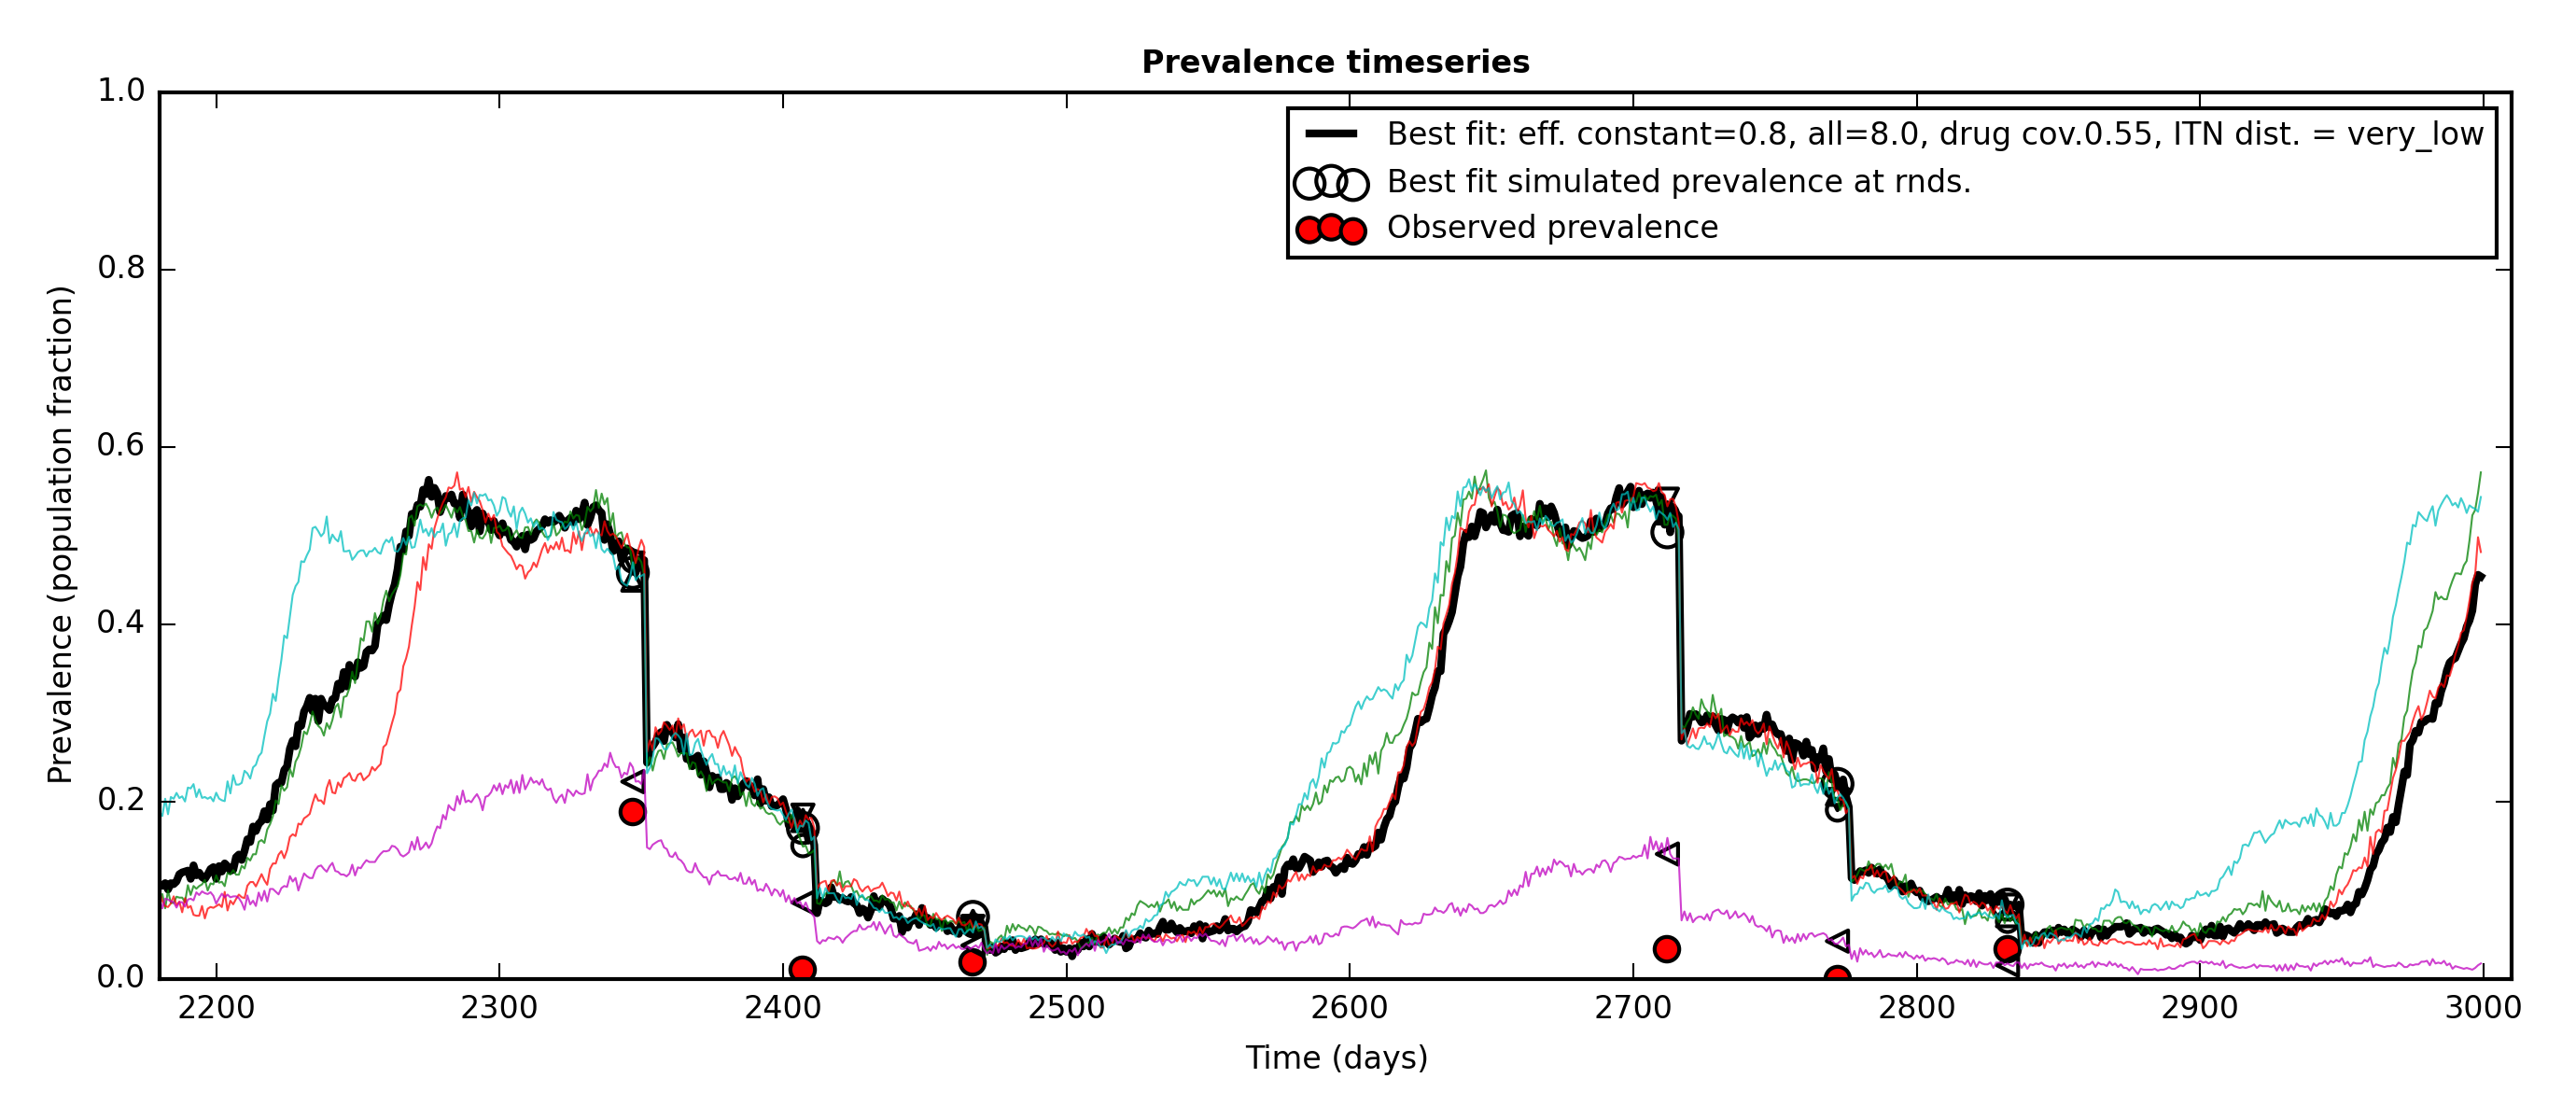 Prevalence timeseries
1.0
0.8
0.6
0.4
0.2
0.0
Prevalence (population fraction)
Best fit: eff. constant=0.8, all=8.0, drug cov.0.55, ITN dist. = very_low
Best fit simulated prevalence at rnds.
Observed prevalence
2200 2300 2400 2500 2600 2700 2800 2900 3000
Time (days)